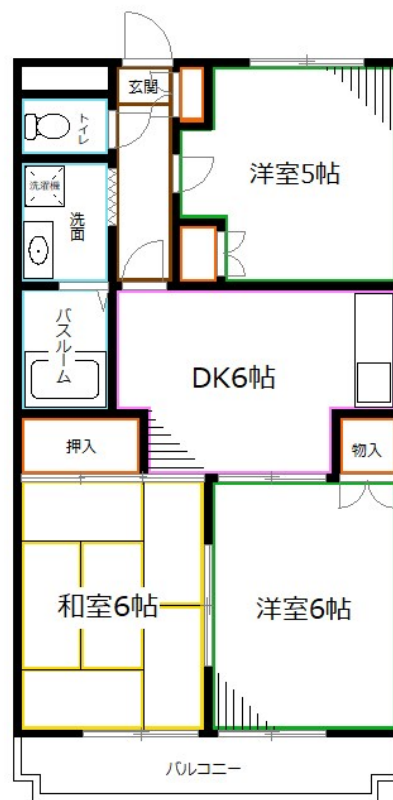 玄関
トイレ
洋室5帖
洗濯機
洗面
バスルーム
DK6帖
押入
物入
和室6帖
洋室6帖
バルコニー